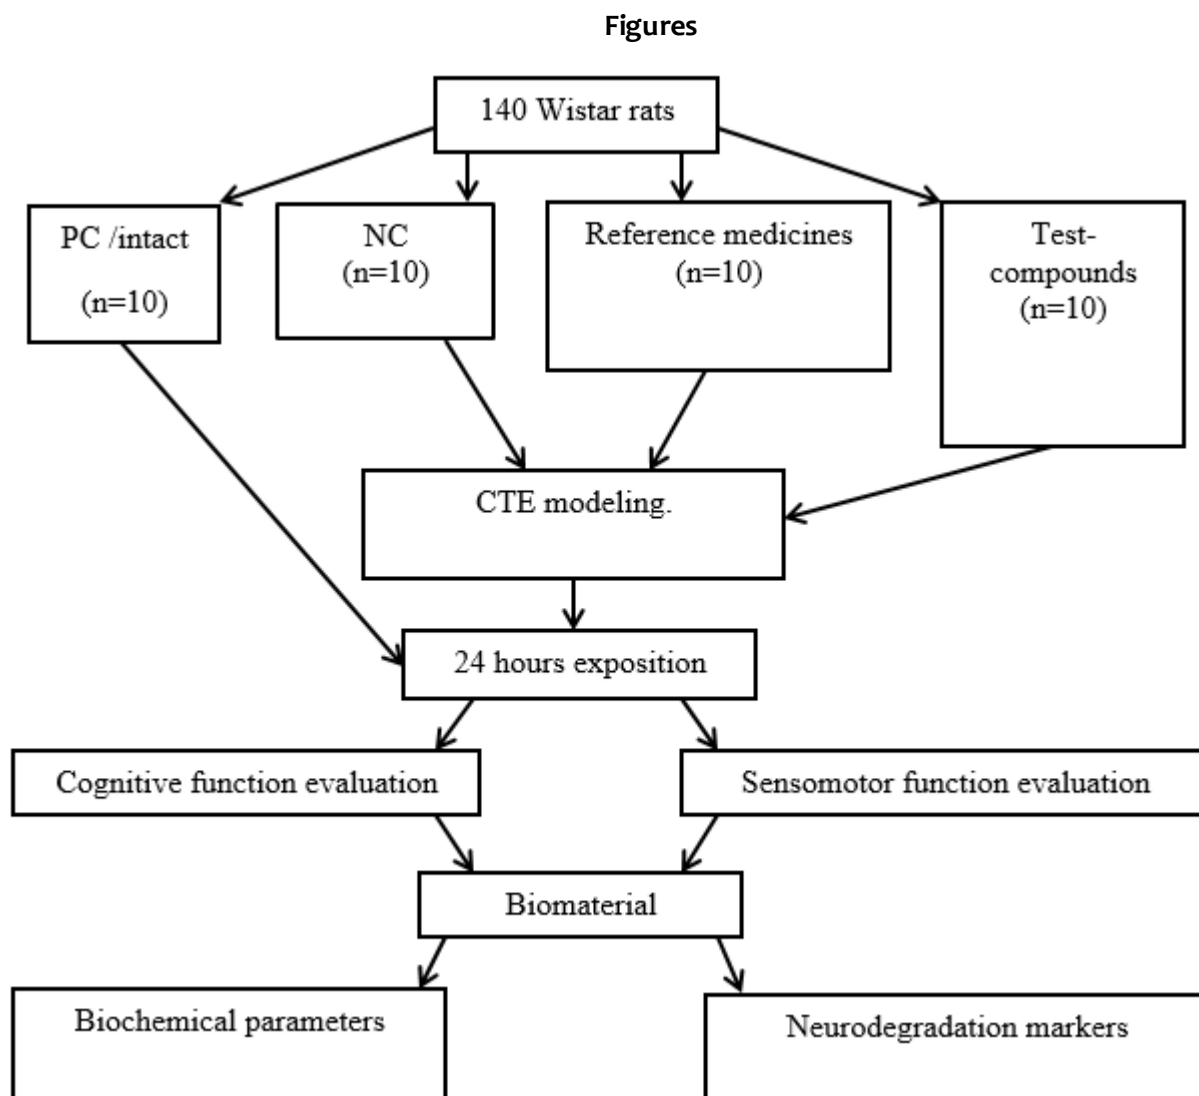 Figures
140 Wistar rats
PC /intact
(n=10)
NC
(n=10)
Reference medicines
(n=10)
Test-
compounds
(n=10)
CTE modeling.
24 hours exposition
Cognitive function evaluation
Sensomotor function evaluation
Biomaterial
Biochemical parameters
Neurodegradation markers